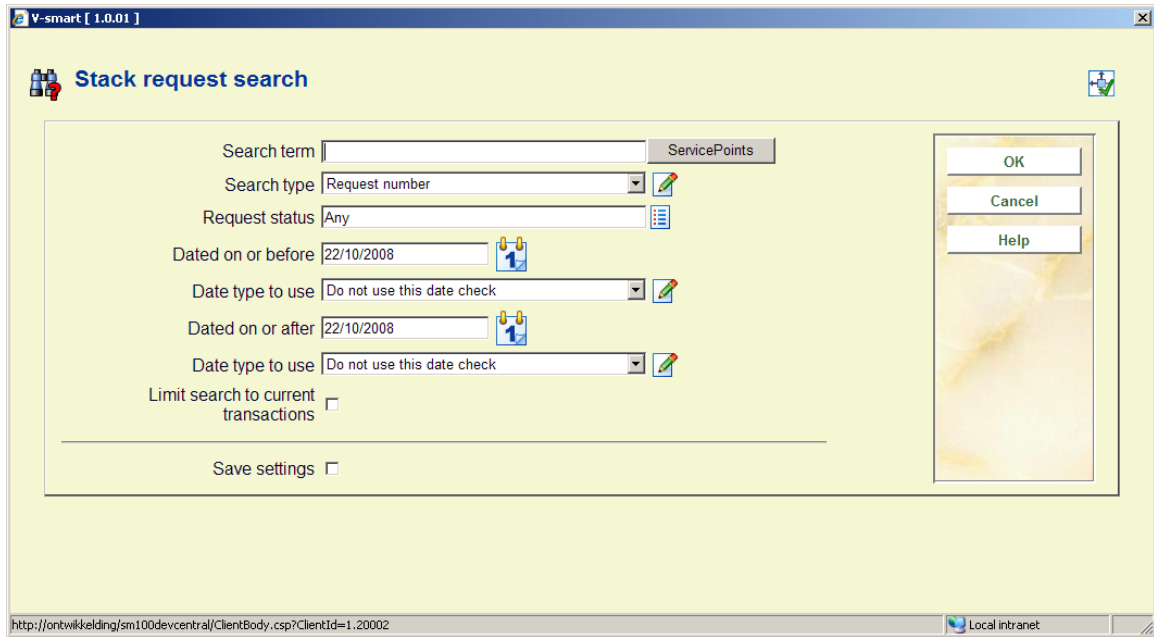 V-smart [ 1.0.01 ]
Stack request search
Search term ServicePoints
Search type Request number
Request status Any
Dated on or before 22/10/2008
1
Date type to use Do not use this date check
Dated on or after 22/10/2008
1
Date type to use Do not use this date check
Limit search to current
transactions
Save settings
OK
Cancel
Help
http://ontwikkelding/sm100devcentral/ClientBody.csp?ClientId=1.20002
Local intranet